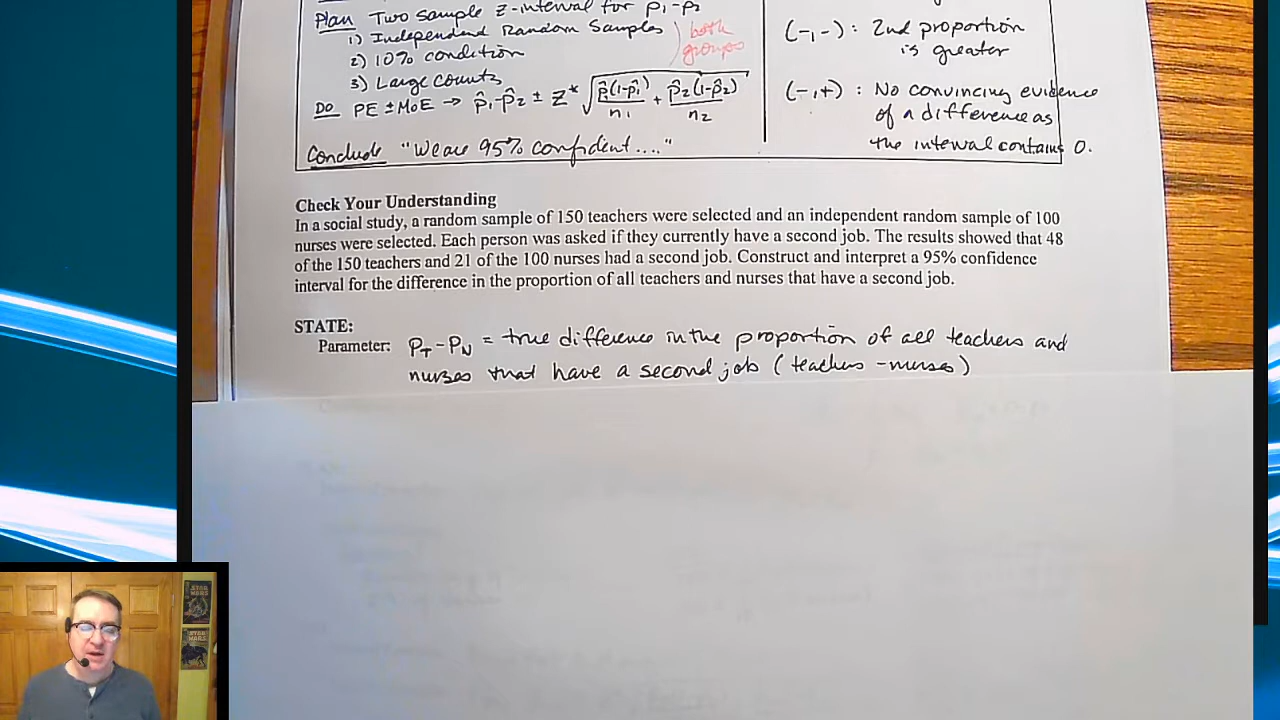 Plan Two sample z-interval for p₁-p₂
1) Independent Random Samples
2) 10% condition
3) Large Counts
both
groups
Do PE ± MoE → p̂₁-p̂₂ ± z* √ p̂₁(1-p̂₁)/n₁ + p̂₂(1-p̂₂)/n₂
Conclude "We are 95% confident...."
(-,-) : 2nd proportion
is greater
(-,+) : No convincing evidence
of a difference as
the interval contains 0.
Check Your Understanding
In a social study, a random sample of 150 teachers were selected and an independent random sample of 100
nurses were selected. Each person was asked if they currently have a second job. The results showed that 48
of the 150 teachers and 21 of the 100 nurses had a second job. Construct and interpret a 95% confidence
interval for the difference in the proportion of all teachers and nurses that have a second job.
STATE:
Parameter: P_T - P_N = true difference in the proportion of all teachers and
nurses that have a second job (teachers - nurses)
STAR WARS
STAR WARS